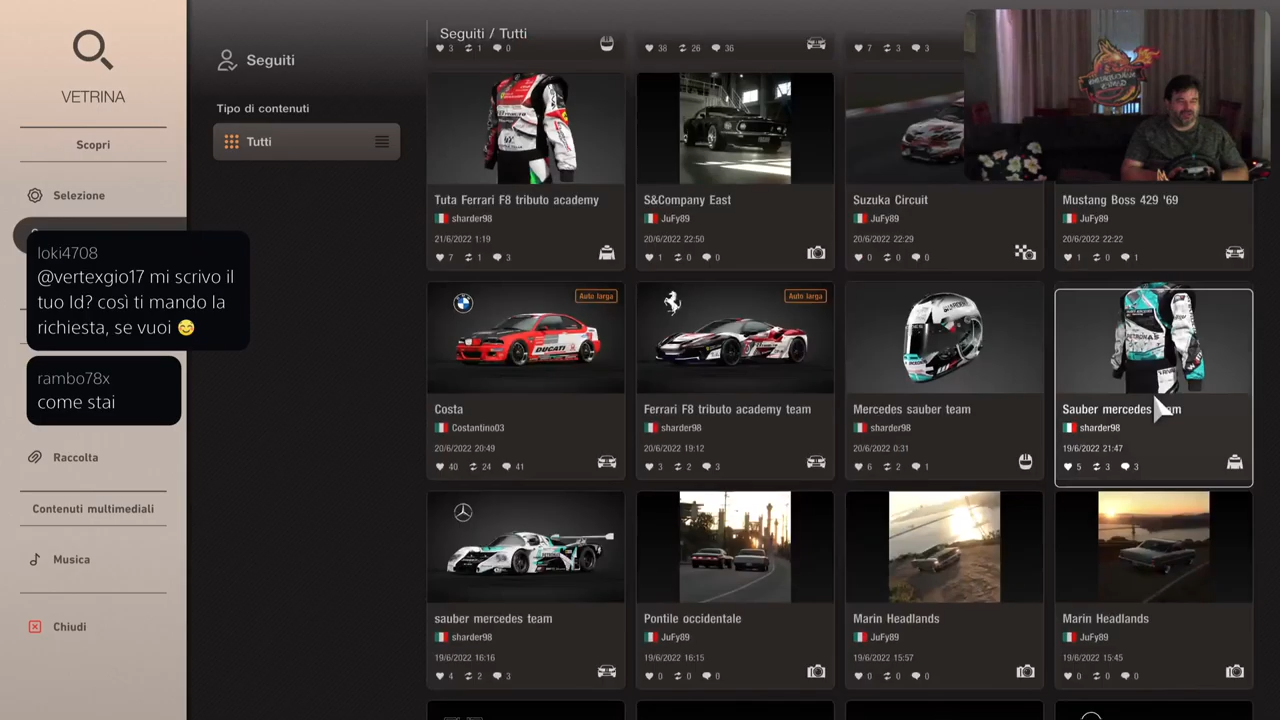 VETRINA
Scopri
Selezione
loki4708
@vertexgio17 mi scrivo il
tuo Id? così ti mando la
richiesta, se vuoi 😊
rambo78x
come stai
Raccolta
Contenuti multimediali
Musica
Chiudi
Seguiti
Tipo di contenuti
Tutti
Seguiti / Tutti
3 1 0
38 26 36
7 3 3
Tuta Ferrari F8 tributo academy
sharder98
21/6/2022 1:19
7 1 3
S&Company East
JuFy89
20/6/2022 22:50
1 0 0
Suzuka Circuit
JuFy89
20/6/2022 22:29
0 0 0
Mustang Boss 429 '69
JuFy89
20/6/2022 22:22
1 0 1
Auto larga
DUCATI
Costa
Costantino03
20/6/2022 20:49
40 24 41
Auto larga
Ferrari F8 tributo academy team
sharder98
20/6/2022 19:12
3 2 3
Mercedes sauber team
sharder98
20/6/2022 0:31
6 2 1
PETRONAS
Sauber mercedes team
sharder98
19/6/2022 21:47
5 3 3
sauber mercedes team
sharder98
19/6/2022 16:16
4 2 3
Pontile occidentale
JuFy89
19/6/2022 16:15
0 0 0
Marin Headlands
JuFy89
19/6/2022 15:57
0 0 0
Marin Headlands
JuFy89
19/6/2022 15:45
0 0 0